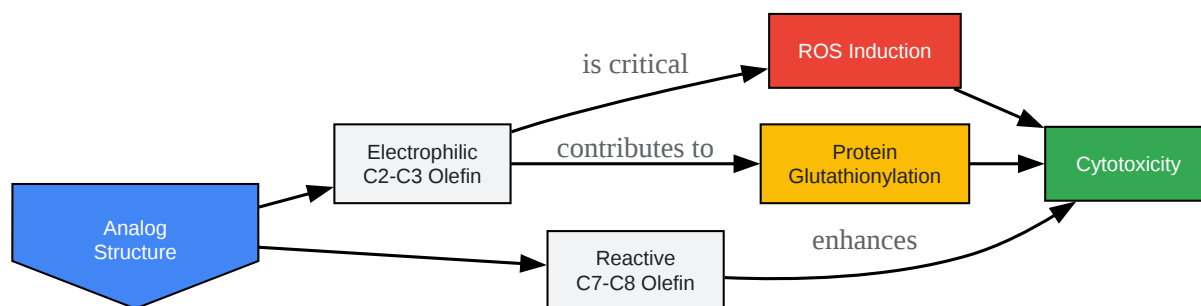 ROS Induction
is critical
Electrophilic
C2-C3 Olefin
contributes to
Protein
Glutathionylation
Cytotoxicity
Analog
Structure
enhances
Reactive
C7-C8 Olefin